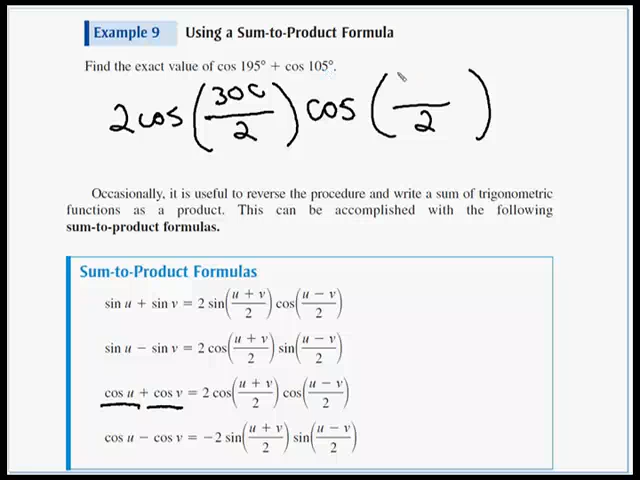 Example 9 Using a Sum-to-Product Formula
Find the exact value of cos 195° + cos 105°.
2cos(300/2) cos( /2)
Occasionally, it is useful to reverse the procedure and write a sum of trigonometric
functions as a product. This can be accomplished with the following
sum-to-product formulas.
Sum-to-Product Formulas
sin u + sin v = 2 sin((u + v)/2) cos((u − v)/2)
sin u − sin v = 2 cos((u + v)/2) sin((u − v)/2)
cos u + cos v = 2 cos((u + v)/2) cos((u − v)/2)
cos u − cos v = −2 sin((u + v)/2) sin((u − v)/2)